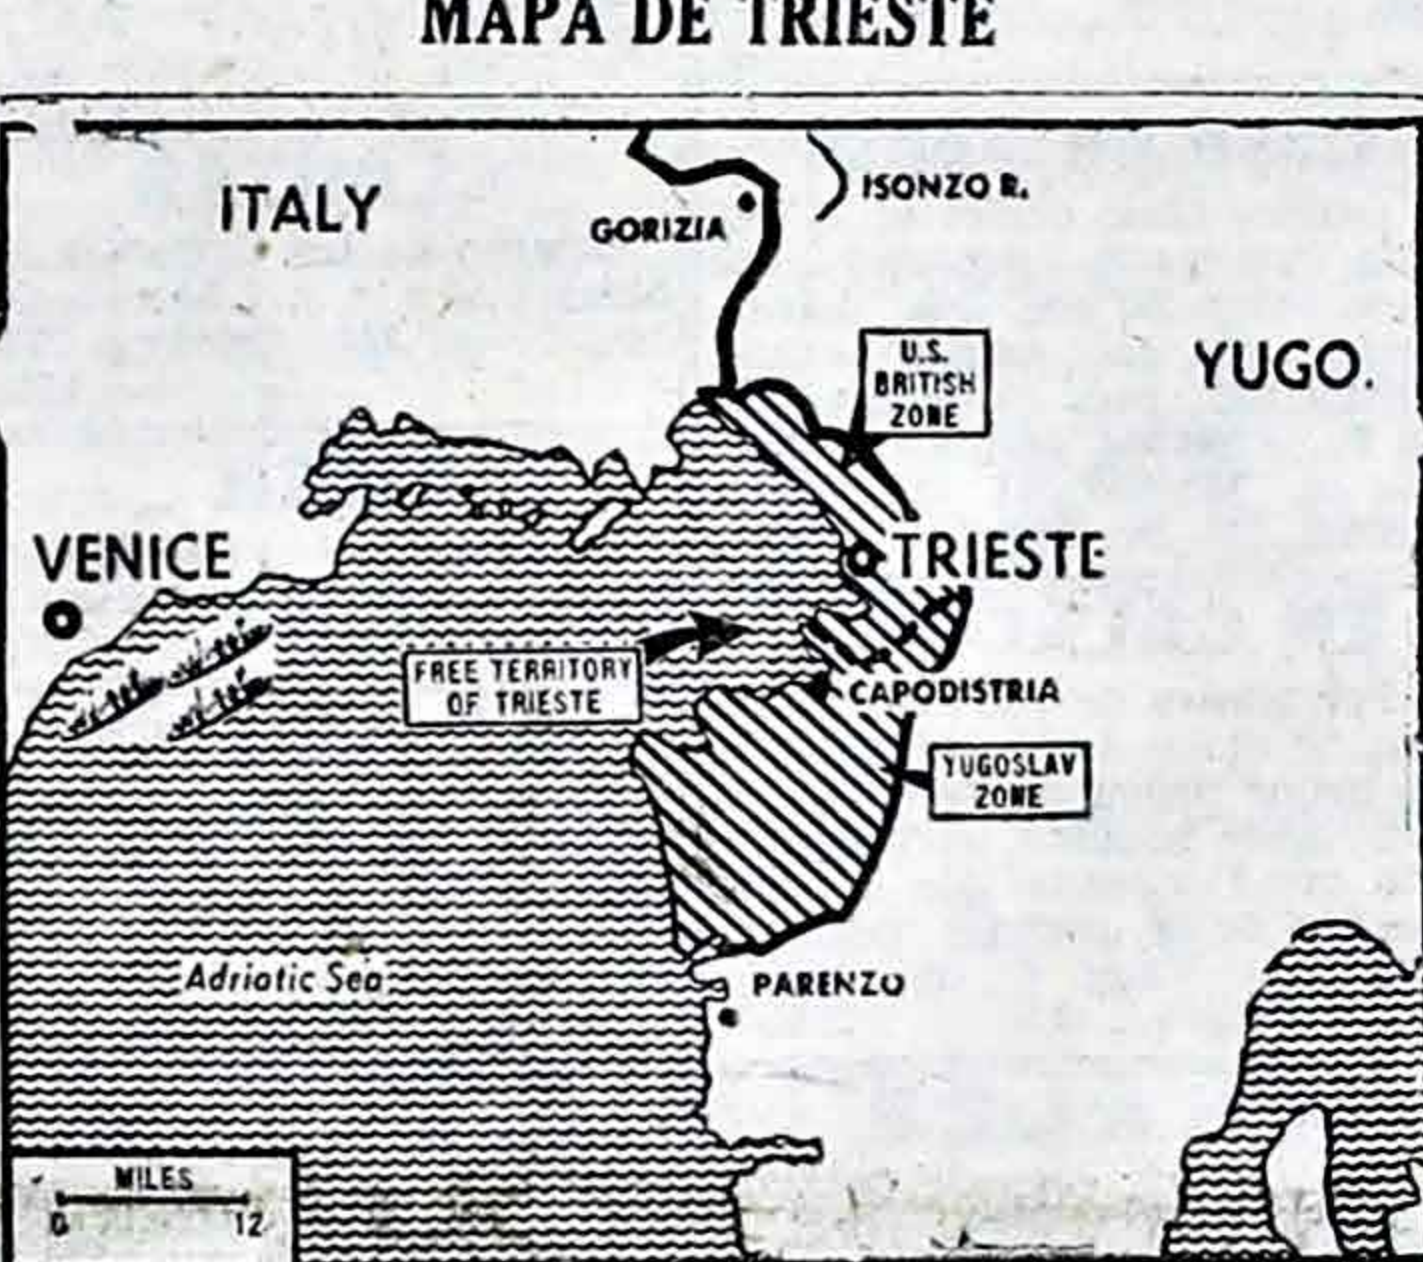 MAPA DE TRIESTE
ITALY
ISONZO R.
GORIZIA
U.S.
BRITISH
ZONE
YUGO.
VENICE
TRIESTE
FREE TERRITORY
OF TRIESTE
CAPODISTRIA
YUGOSLAV
ZONE
Adriatic Sea
PARENZO
MILES
0 12